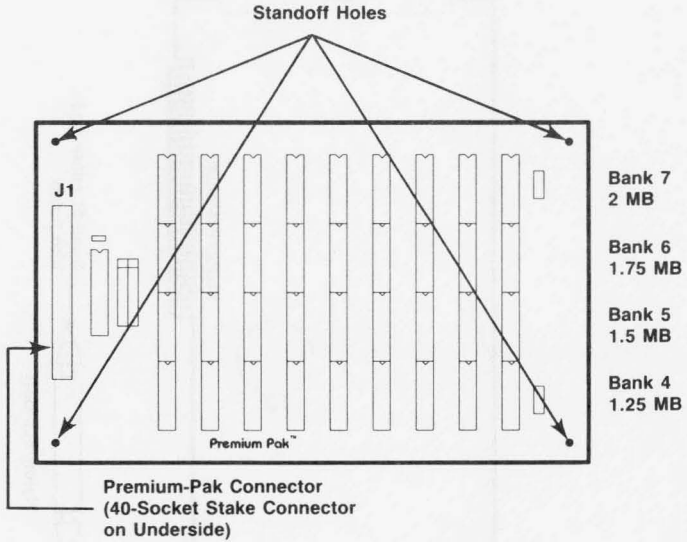 Standoff Holes
J1
Bank 7
2 MB
Bank 6
1.75 MB
Bank 5
1.5 MB
Bank 4
1.25 MB
Premium Pak™
Premium-Pak Connector
(40-Socket Stake Connector
on Underside)